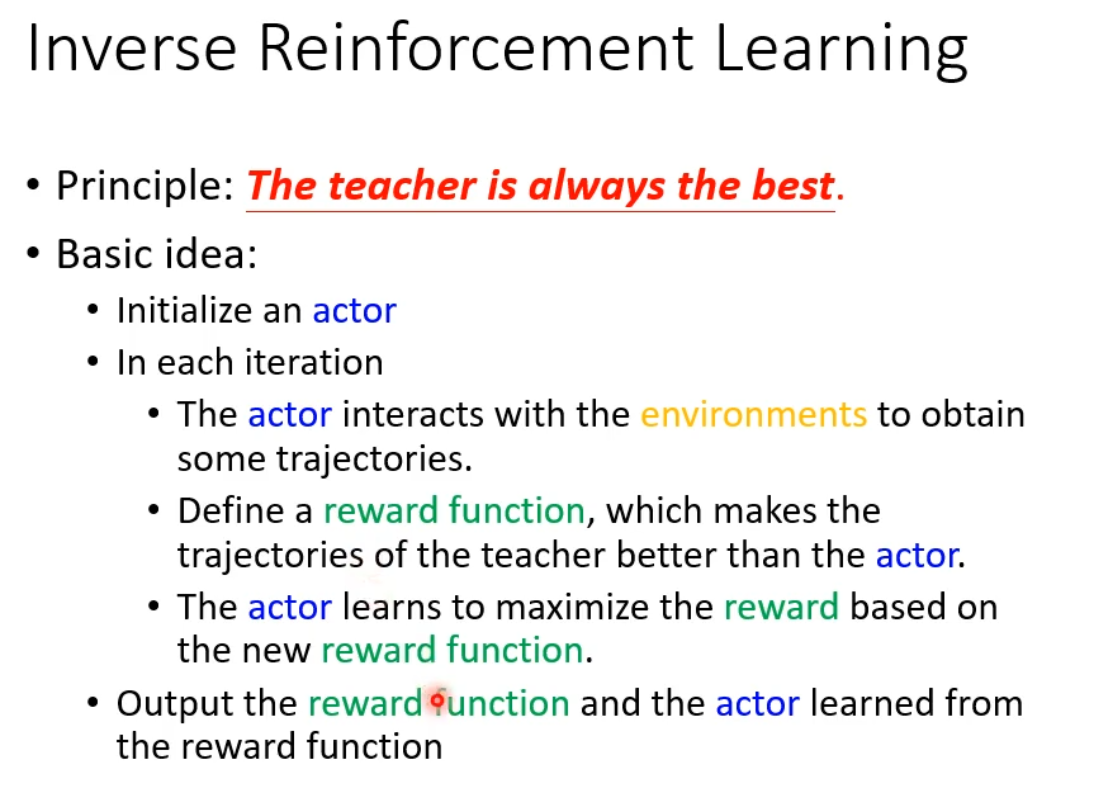 Inverse Reinforcement Learning
• Principle: The teacher is always the best.
• Basic idea:
• Initialize an actor
• In each iteration
• The actor interacts with the environments to obtain
some trajectories.
• Define a reward function, which makes the
trajectories of the teacher better than the actor.
• The actor learns to maximize the reward based on
the new reward function.
• Output the reward function and the actor learned from
the reward function